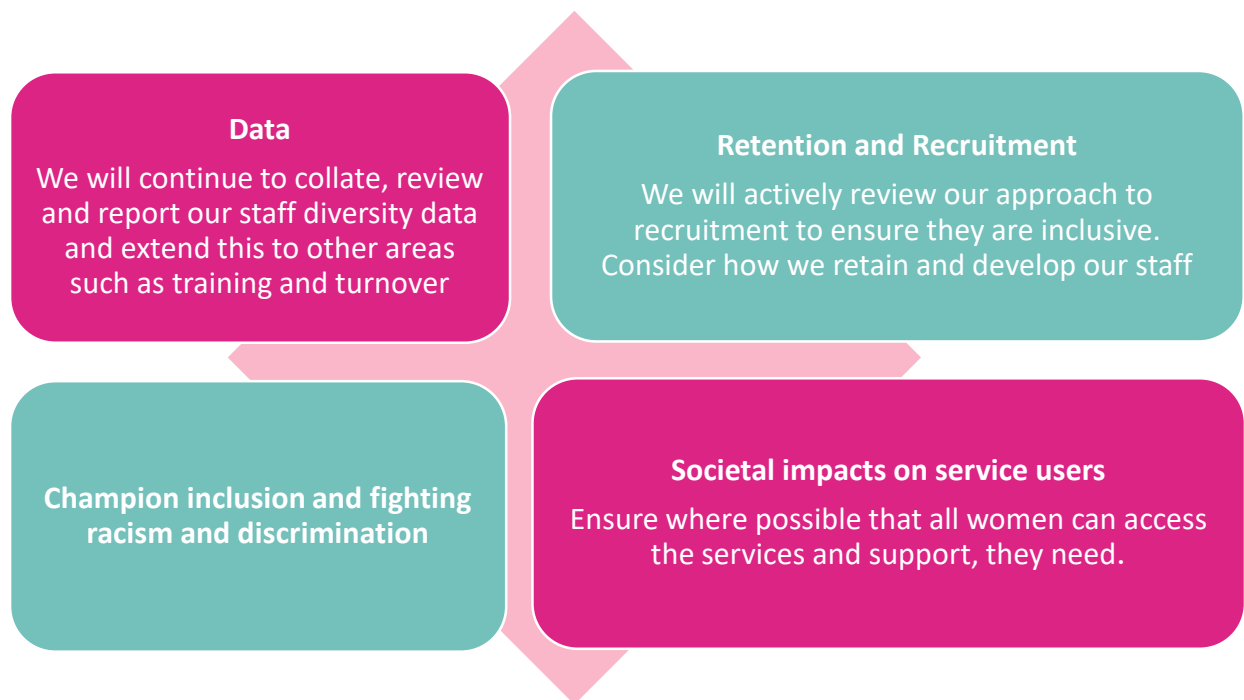 Data
We will continue to collate, review
and report our staff diversity data
and extend this to other areas
such as training and turnover
Retention and Recruitment
We will actively review our approach to
recruitment to ensure they are inclusive.
Consider how we retain and develop our staff
Champion inclusion and fighting
racism and discrimination
Societal impacts on service users
Ensure where possible that all women can access
the services and support, they need.